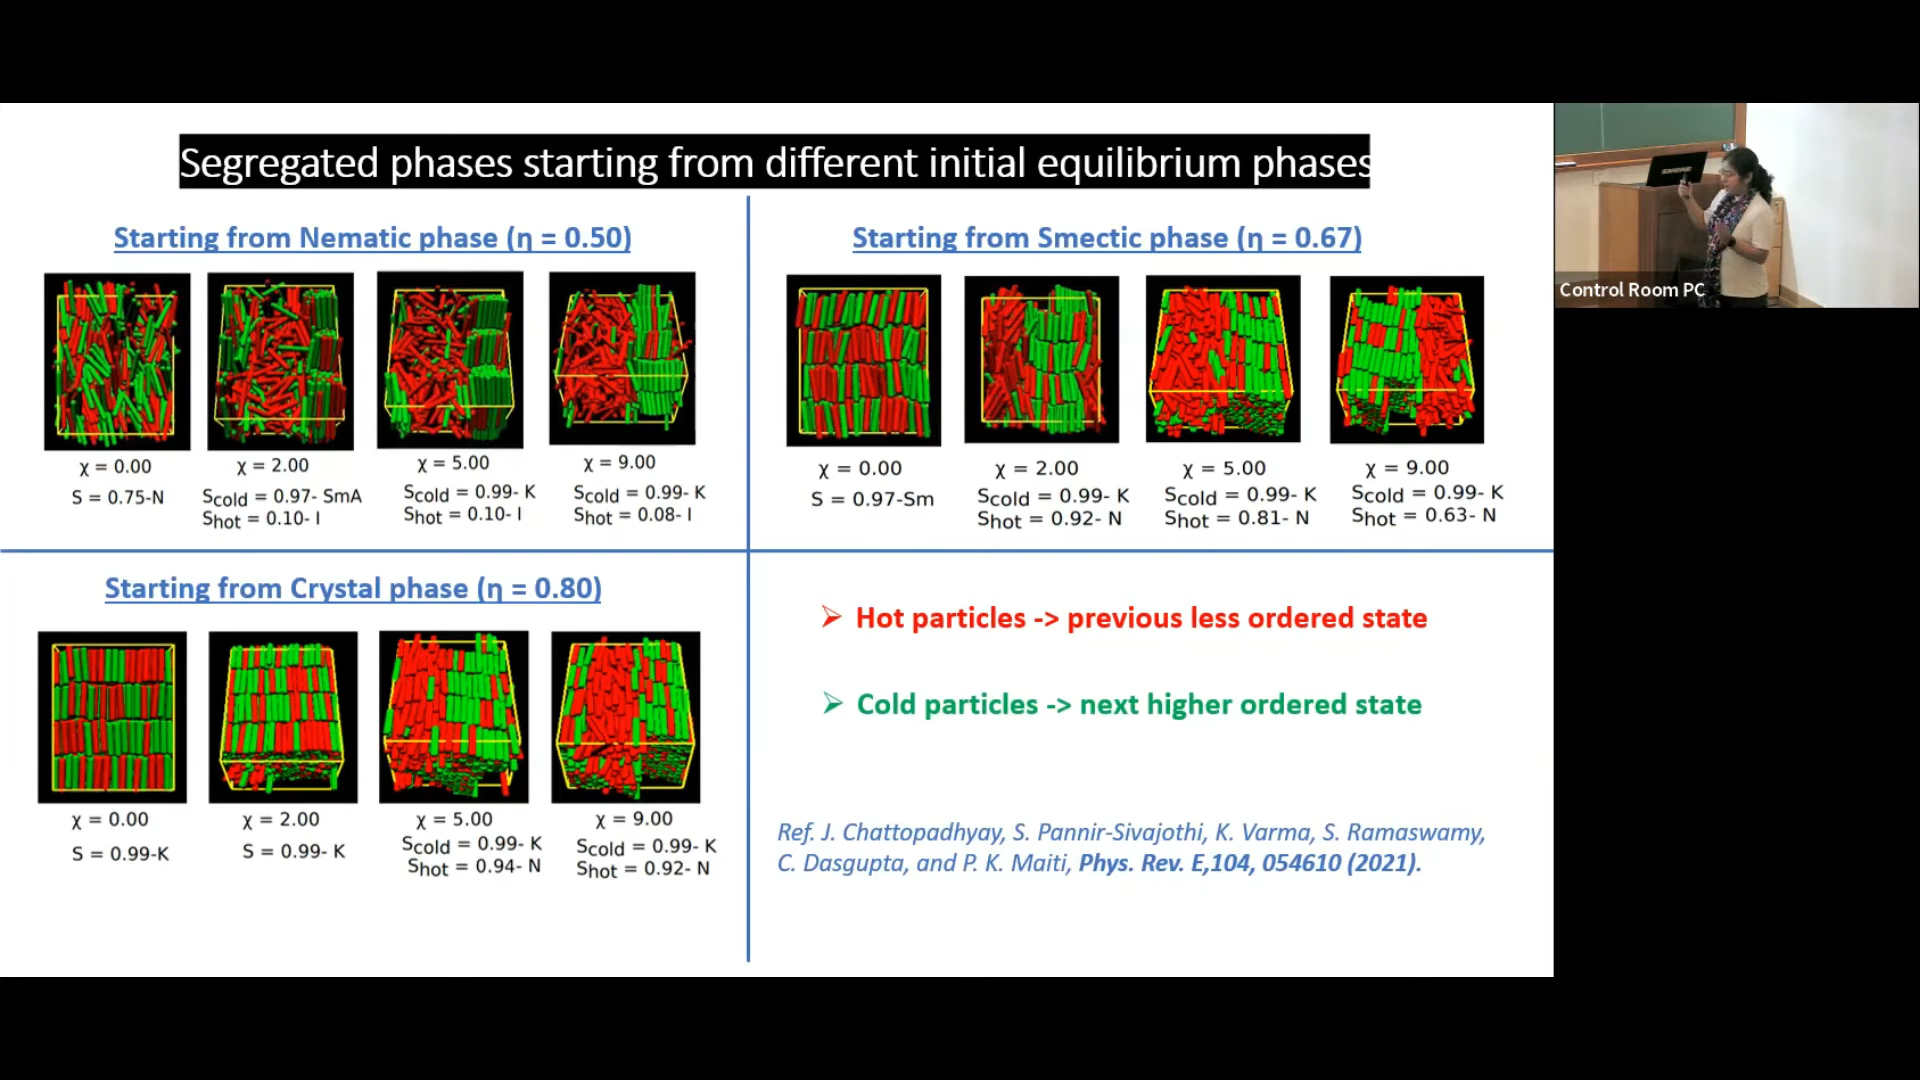 Segregated phases starting from different initial equilibrium phases
Starting from Nematic phase (η = 0.50)
χ = 0.00
S = 0.75-N
χ = 2.00
Scold = 0.97- SmA
Shot = 0.10- I
χ = 5.00
Scold = 0.99- K
Shot = 0.10- I
χ = 9.00
Scold = 0.99- K
Shot = 0.08- I
Starting from Smectic phase (η = 0.67)
χ = 0.00
S = 0.97-Sm
χ = 2.00
Scold = 0.99- K
Shot = 0.92- N
χ = 5.00
Scold = 0.99- K
Shot = 0.81- N
χ = 9.00
Scold = 0.99- K
Shot = 0.63- N
Starting from Crystal phase (η = 0.80)
χ = 0.00
S = 0.99-K
χ = 2.00
S = 0.99- K
χ = 5.00
Scold = 0.99- K
Shot = 0.94- N
χ = 9.00
Scold = 0.99- K
Shot = 0.92- N
➢ Hot particles -> previous less ordered state
➢ Cold particles -> next higher ordered state
Ref. J. Chattopadhyay, S. Pannir-Sivajothi, K. Varma, S. Ramaswamy,
C. Dasgupta, and P. K. Maiti, Phys. Rev. E,104, 054610 (2021).
Control Room PC